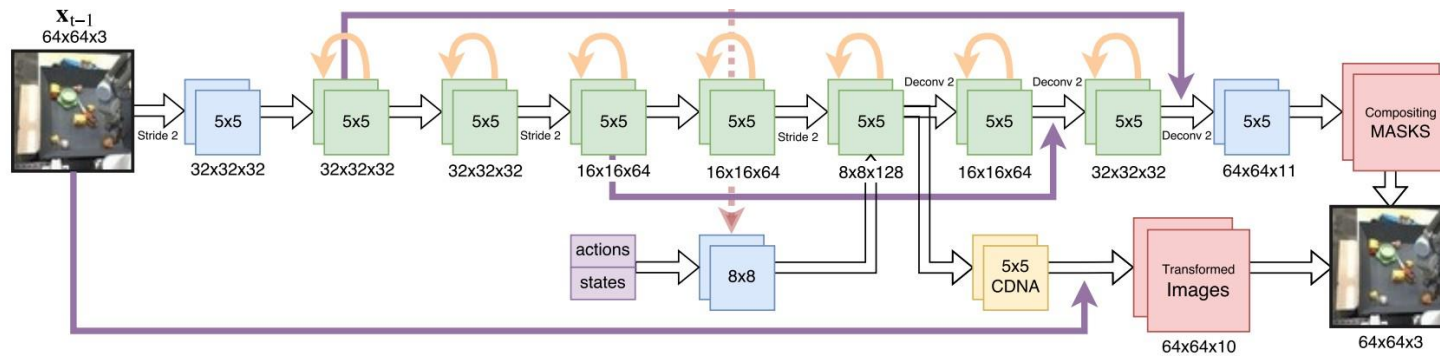 x_{t-1}
64x64x3
Stride 2
5x5
32x32x32
5x5
32x32x32
5x5
32x32x32
Stride 2
5x5
16x16x64
5x5
16x16x64
Stride 2
5x5
8x8x128
Deconv 2
5x5
16x16x64
Deconv 2
5x5
32x32x32
Deconv 2
5x5
64x64x11
Compositing
MASKS
actions
states
8x8
5x5
CDNA
Transformed
Images
64x64x10
64x64x3